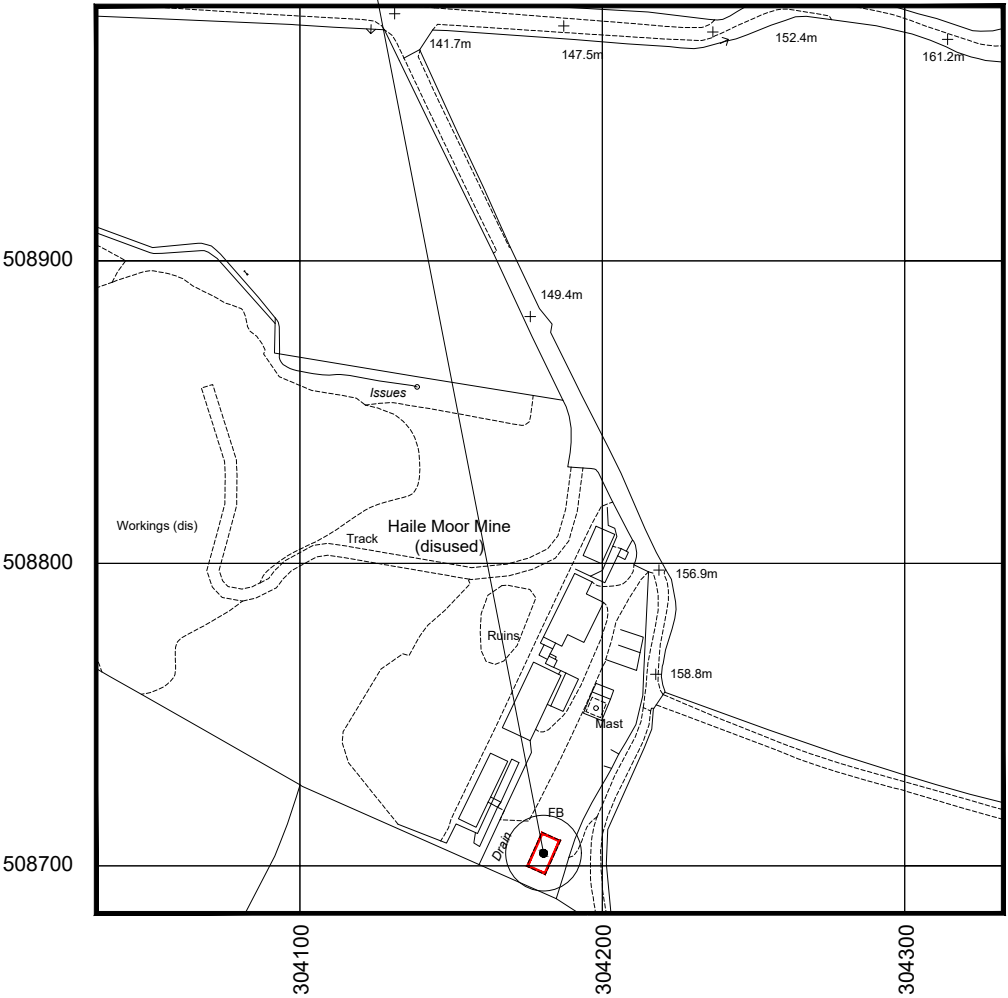 141.7m
147.5m
152.4m
161.2m
508900
149.4m
Issues
Workings (dis)
Haile Moor Mine
(disused)
Track
508800
156.9m
Ruins
158.8m
Mast
FB
Drain
508700
304100
304200
304300